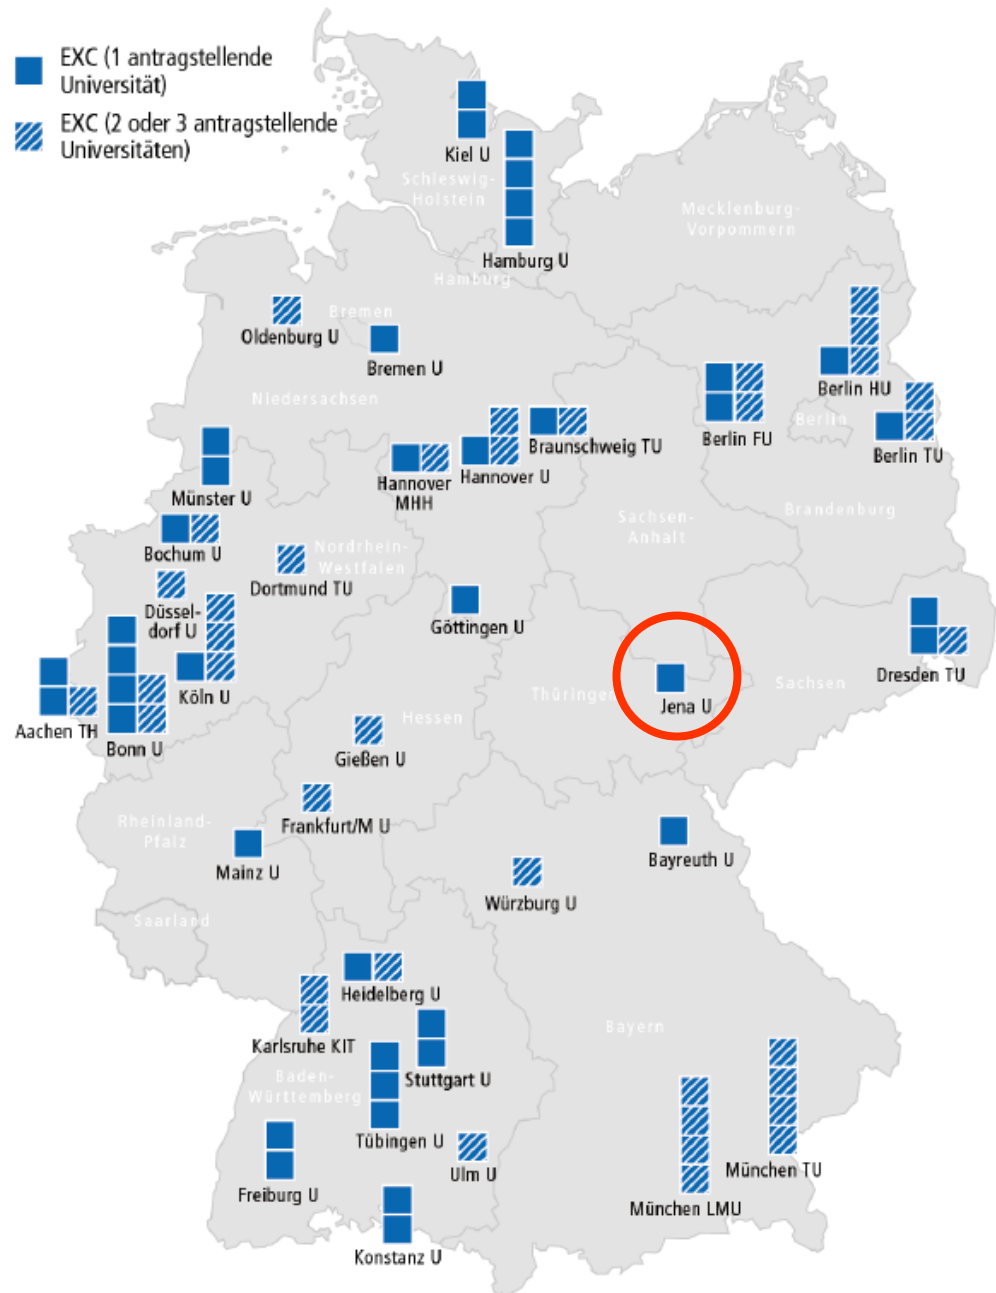 EXC (1 antragstellende
Universität)
EXC (2 oder 3 antragstellende
Universitäten)
Kiel U
Schleswig-
Holstein
Mecklenburg-
Vorpommern
Hamburg U
Hamburg
Bremen
Oldenburg U
Bremen U
Berlin HU
Niedersachsen
Berlin
Berlin FU
Braunschweig TU
Berlin TU
Hannover U
Hannover
MHH
Münster U
Brandenburg
Sachsen-
Anhalt
Bochum U
Nordrhein-
Westfalen
Dortmund TU
Düssel-
dorf U
Göttingen U
Dresden TU
Sachsen
Thüringen
Jena U
Köln U
Hessen
Aachen TH
Bonn U
Gießen U
Rheinland-
Pfalz
Frankfurt/M U
Bayreuth U
Mainz U
Würzburg U
Saarland
Heidelberg U
Bayern
Karlsruhe KIT
Stuttgart U
Baden-
Württemberg
Tübingen U
Ulm U
München TU
Freiburg U
München LMU
Konstanz U